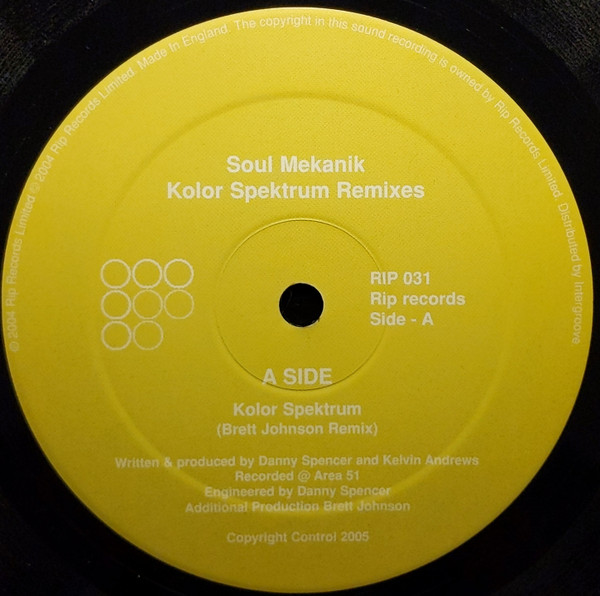 ℗ 2004 Rip Records Limited © 2004 Rip Records Limited. Made In England. The copyright in this sound recording is owned by Rip Records Limited. Distributed by Intergroove
Soul Mekanik
Kolor Spektrum Remixes
RIP 031
Rip records
Side - A
A SIDE
Kolor Spektrum
(Brett Johnson Remix)
Written & produced by Danny Spencer and Kelvin Andrews
Recorded @ Area 51
Engineered by Danny Spencer
Additional Production Brett Johnson
Copyright Control 2005